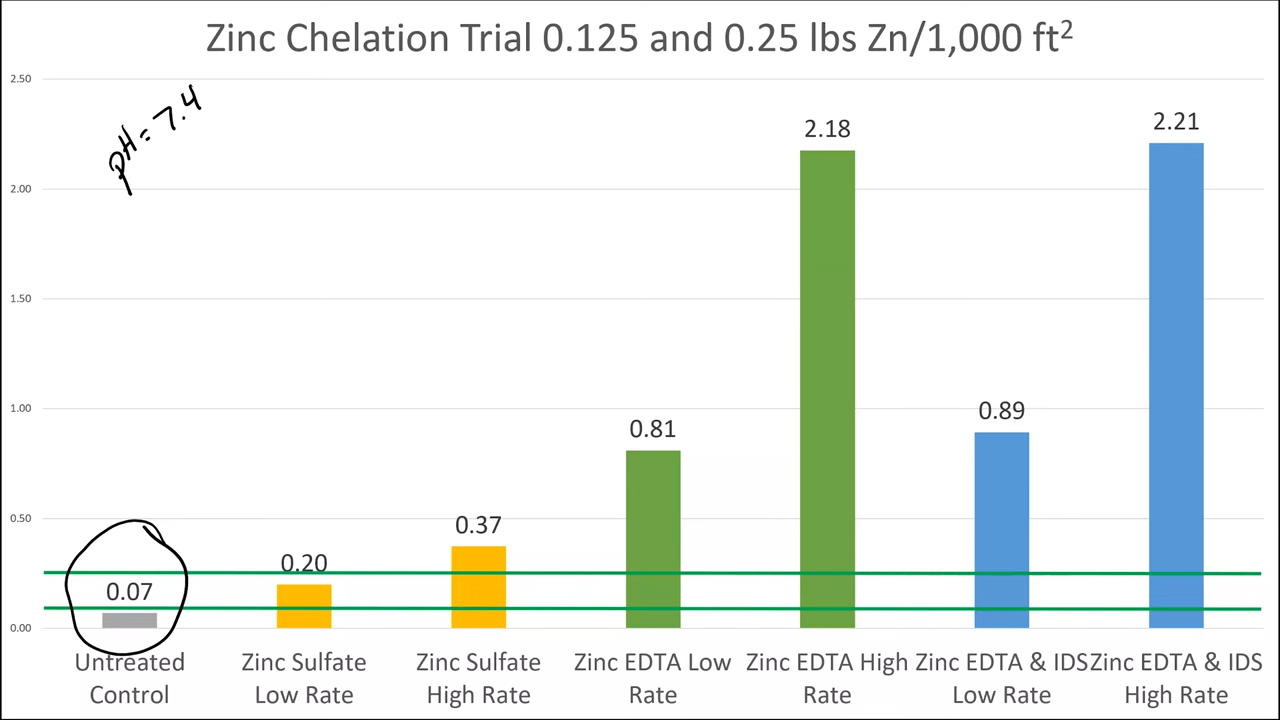 Zinc Chelation Trial 0.125 and 0.25 lbs Zn/1,000 ft²
2.50
2.00
1.50
1.00
0.50
0.00
pH = 7.4
0.07
0.20
0.37
0.81
2.18
0.89
2.21
Untreated
Control
Zinc Sulfate
Low Rate
Zinc Sulfate
High Rate
Zinc EDTA Low
Rate
Zinc EDTA High
Rate
Zinc EDTA & IDS
Low Rate
Zinc EDTA & IDS
High Rate